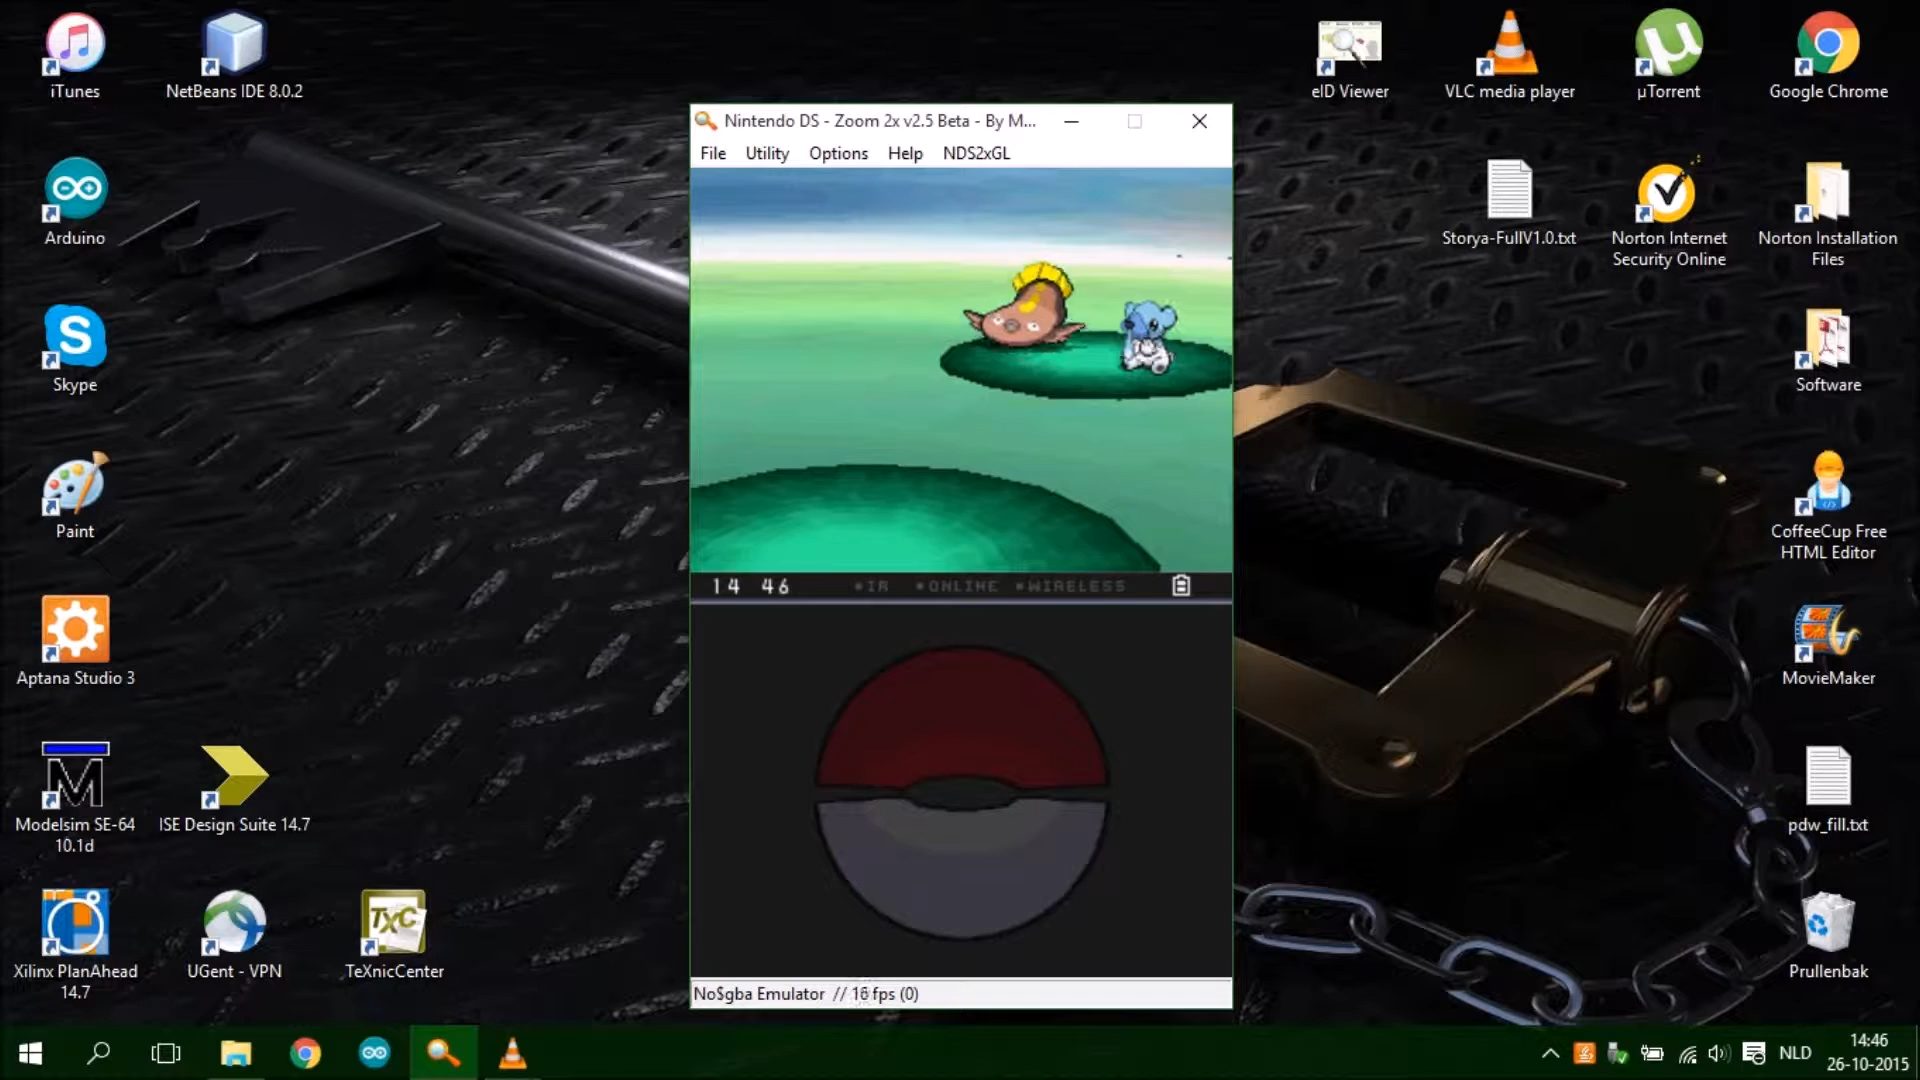 iTunes
NetBeans IDE 8.0.2
eID Viewer
VLC media player
µTorrent
Google Chrome
Nintendo DS - Zoom 2x v2.5 Beta - By M...
File Utility Options Help NDS2xGL
Arduino
Storya-FullV1.0.txt
Norton Internet
Security Online
Norton Installation
Files
Skype
Software
Paint
CoffeeCup Free
HTML Editor
14 46 IR ONLINE WIRELESS
Aptana Studio 3
MovieMaker
Modelsim SE-64
10.1d
ISE Design Suite 14.7
pdw_fill.txt
Xilinx PlanAhead
14.7
UGent - VPN
TXC
TeXnicCenter
Prullenbak
No$gba Emulator // 16 fps (0)
NLD
14:46
26-10-2015